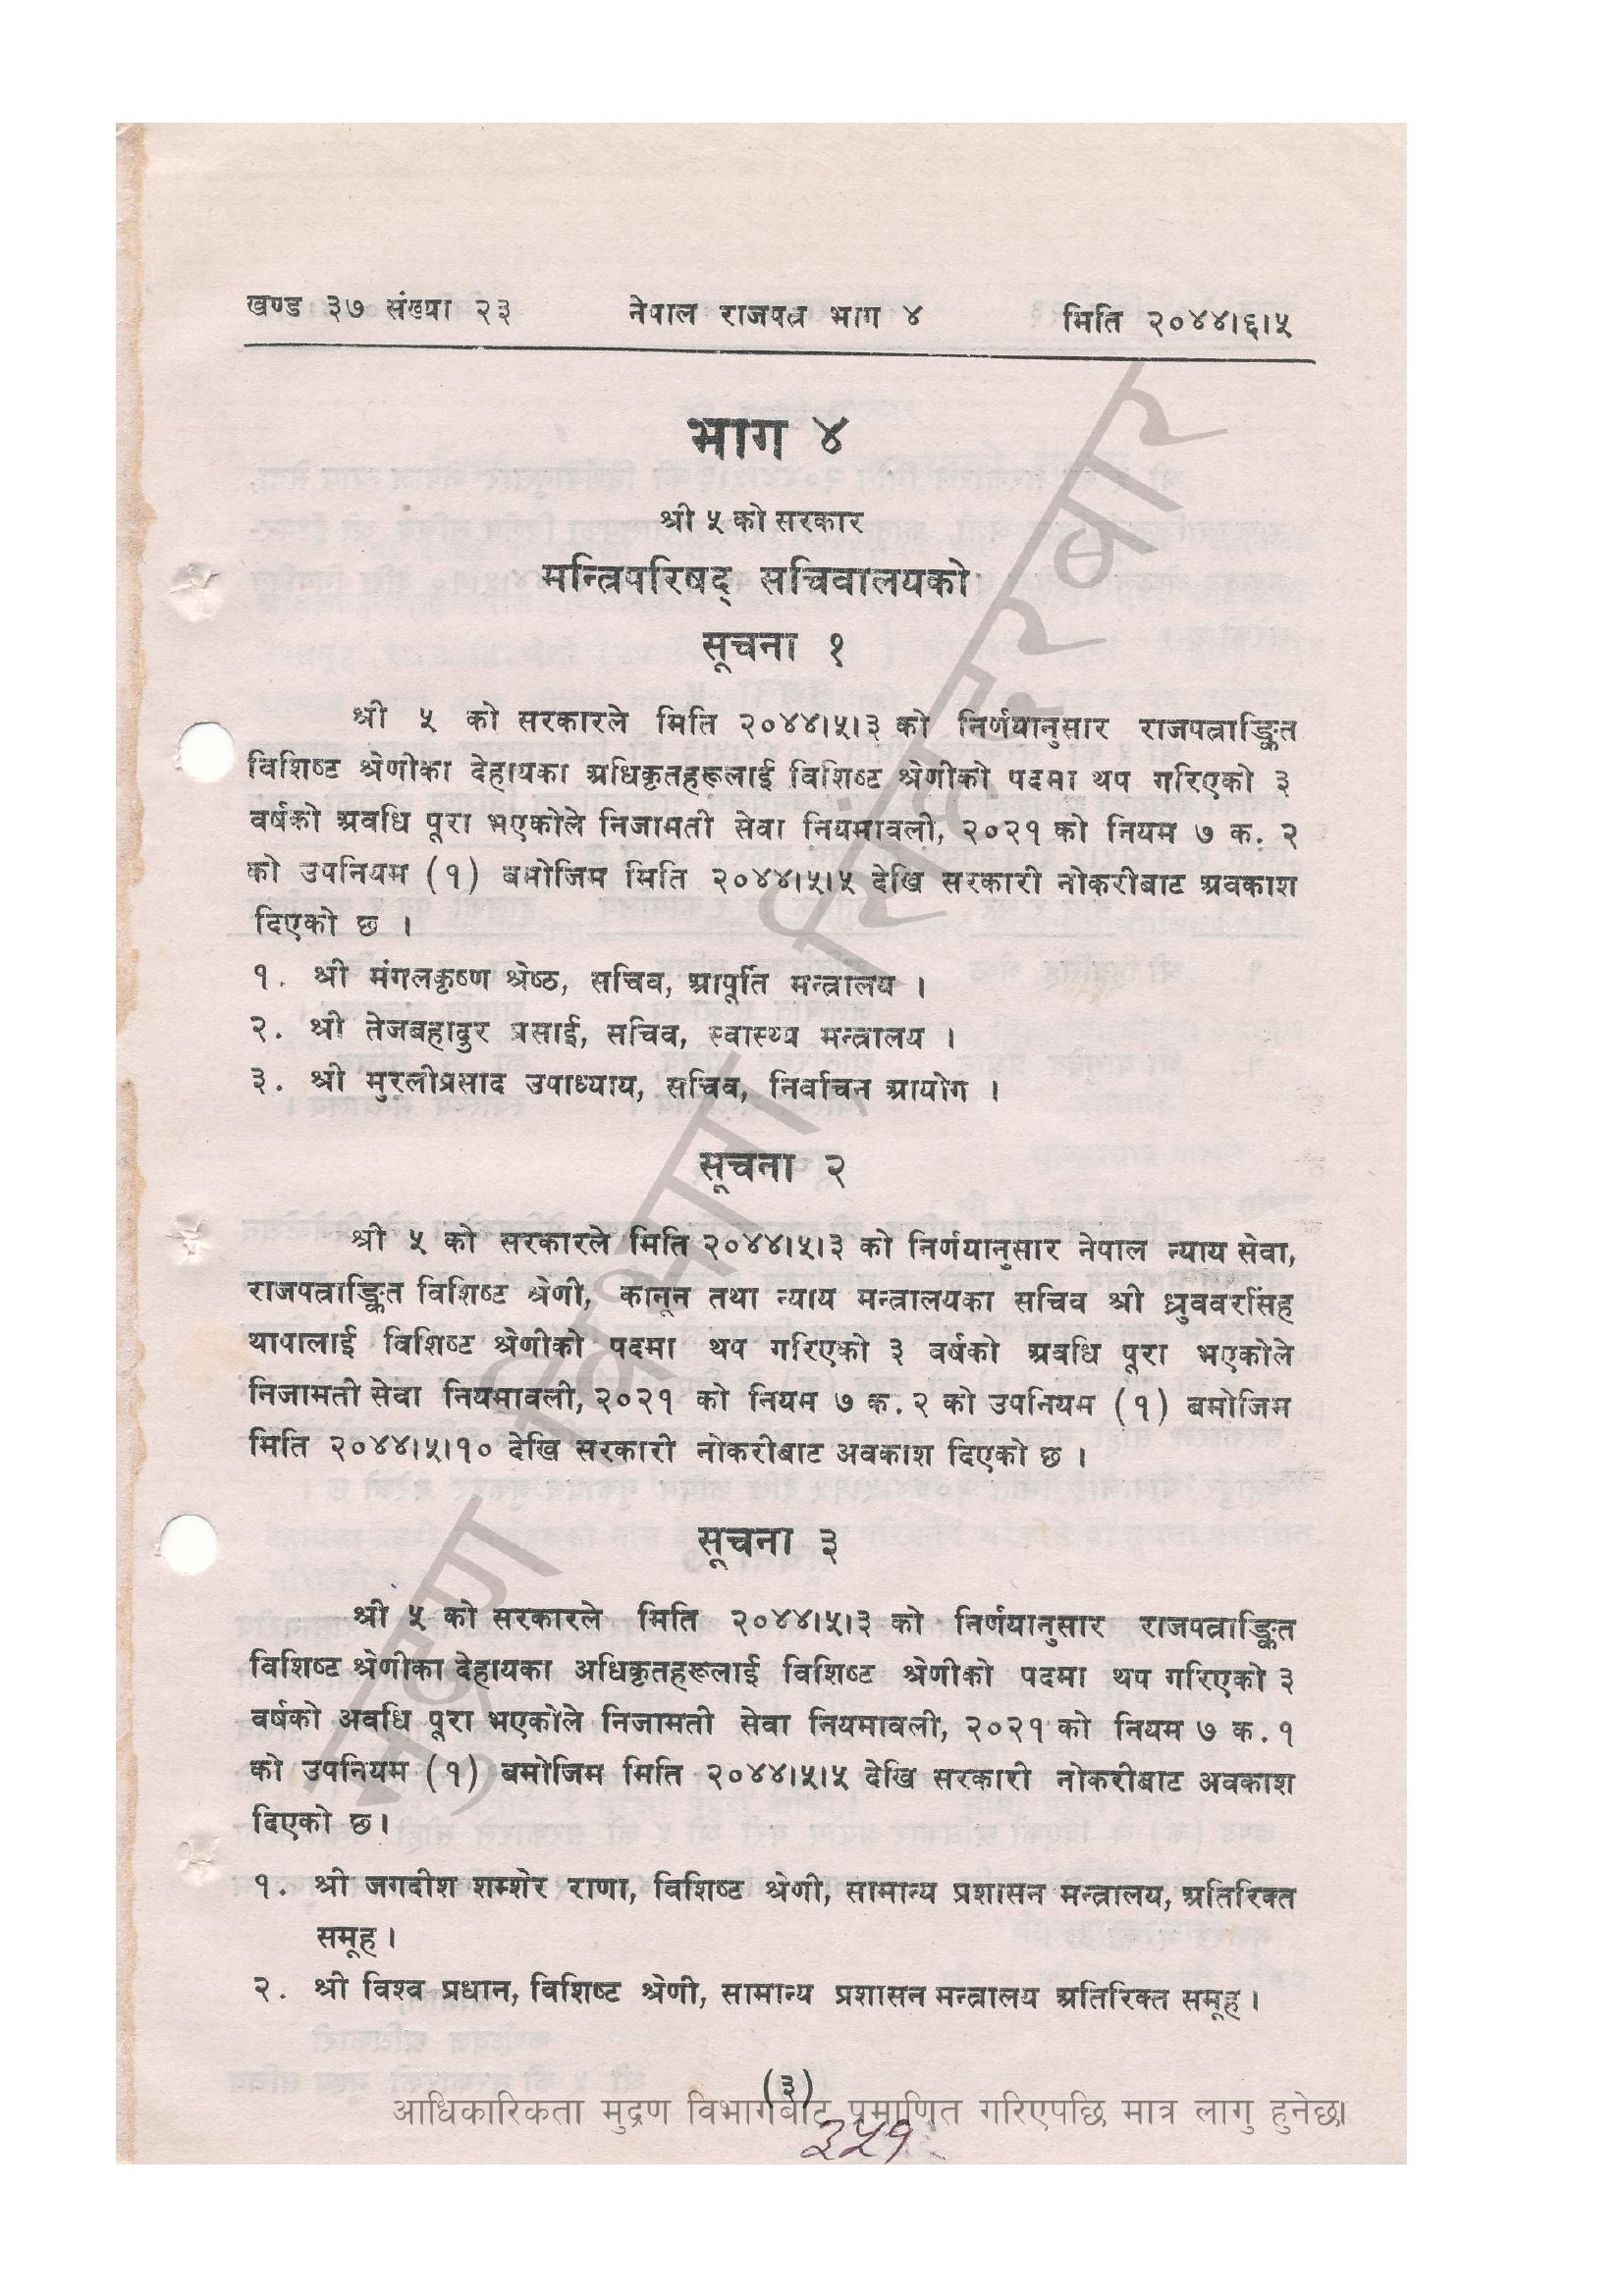 खण्ड ३७ संख्या २३ नेपाल राजपत्र भाग ४ मिति २०४४।६।५
भाग ४
श्री ५ को सरकार
मन्त्रिपरिषद् सचिवालयको
सूचना १
श्री ५ को सरकारले मिति २०४४।५।३ को निर्णयानुसार राजपत्राङ्कित
विशिष्ट श्रेणीका देहायका अधिकृतहरूलाई विशिष्ट श्रेणीको पदमा थप गरिएको ३
वर्षको अवधि पूरा भएकोले निजामती सेवा नियमावली, २०२१ को नियम ७ क. २
को उपनियम (१) बमोजिम मिति २०४४।५।५ देखि सरकारी नोकरीबाट अवकाश
दिएको छ ।
१. श्री मंगलकृष्ण श्रेष्ठ, सचिव, आपूर्ति मन्त्रालय ।
२. श्री तेजबहादुर प्रसाई, सचिव, स्वास्थ्य मन्त्रालय ।
३. श्री मुरलीप्रसाद उपाध्याय, सचिव, निर्वाचन आयोग ।
सूचना २
श्री ५ को सरकारले मिति २०४४।५।३ को निर्णयानुसार नेपाल न्याय सेवा,
राजपत्राङ्कित विशिष्ट श्रेणी, कानून तथा न्याय मन्त्रालयका सचिव श्री ध्रुववरसिंह
थापालाई विशिष्ट श्रेणीको पदमा थप गरिएको ३ वर्षको अवधि पूरा भएकोले
निजामती सेवा नियमावली, २०२१ को नियम ७ क. २ को उपनियम (१) बमोजिम
मिति २०४४।५।१० देखि सरकारी नोकरीबाट अवकाश दिएको छ ।
सूचना ३
श्री ५ को सरकारले मिति २०४४।५।३ को निर्णयानुसार राजपत्राङ्कित
विशिष्ट श्रेणीका देहायका अधिकृतहरूलाई विशिष्ट श्रेणीको पदमा थप गरिएको ३
वर्षको अवधि पूरा भएकोले निजामती सेवा नियमावली, २०२१ को नियम ७ क. १
को उपनियम (१) बमोजिम मिति २०४४।५।५ देखि सरकारी नोकरीबाट अवकाश
दिएको छ।
१. श्री जगदीश शम्शेर राणा, विशिष्ट श्रेणी, सामान्य प्रशासन मन्त्रालय, अतिरिक्त
समूह।
२. श्री विश्व प्रधान, विशिष्ट श्रेणी, सामान्य प्रशासन मन्त्रालय अतिरिक्त समूह।
(३)
आधिकारिकता मुद्रण विभागबाट प्रमाणित गरिएपछि मात्र लागु हुनेछ।
३५१
मुद्रण विभाग, सिंहदरबार